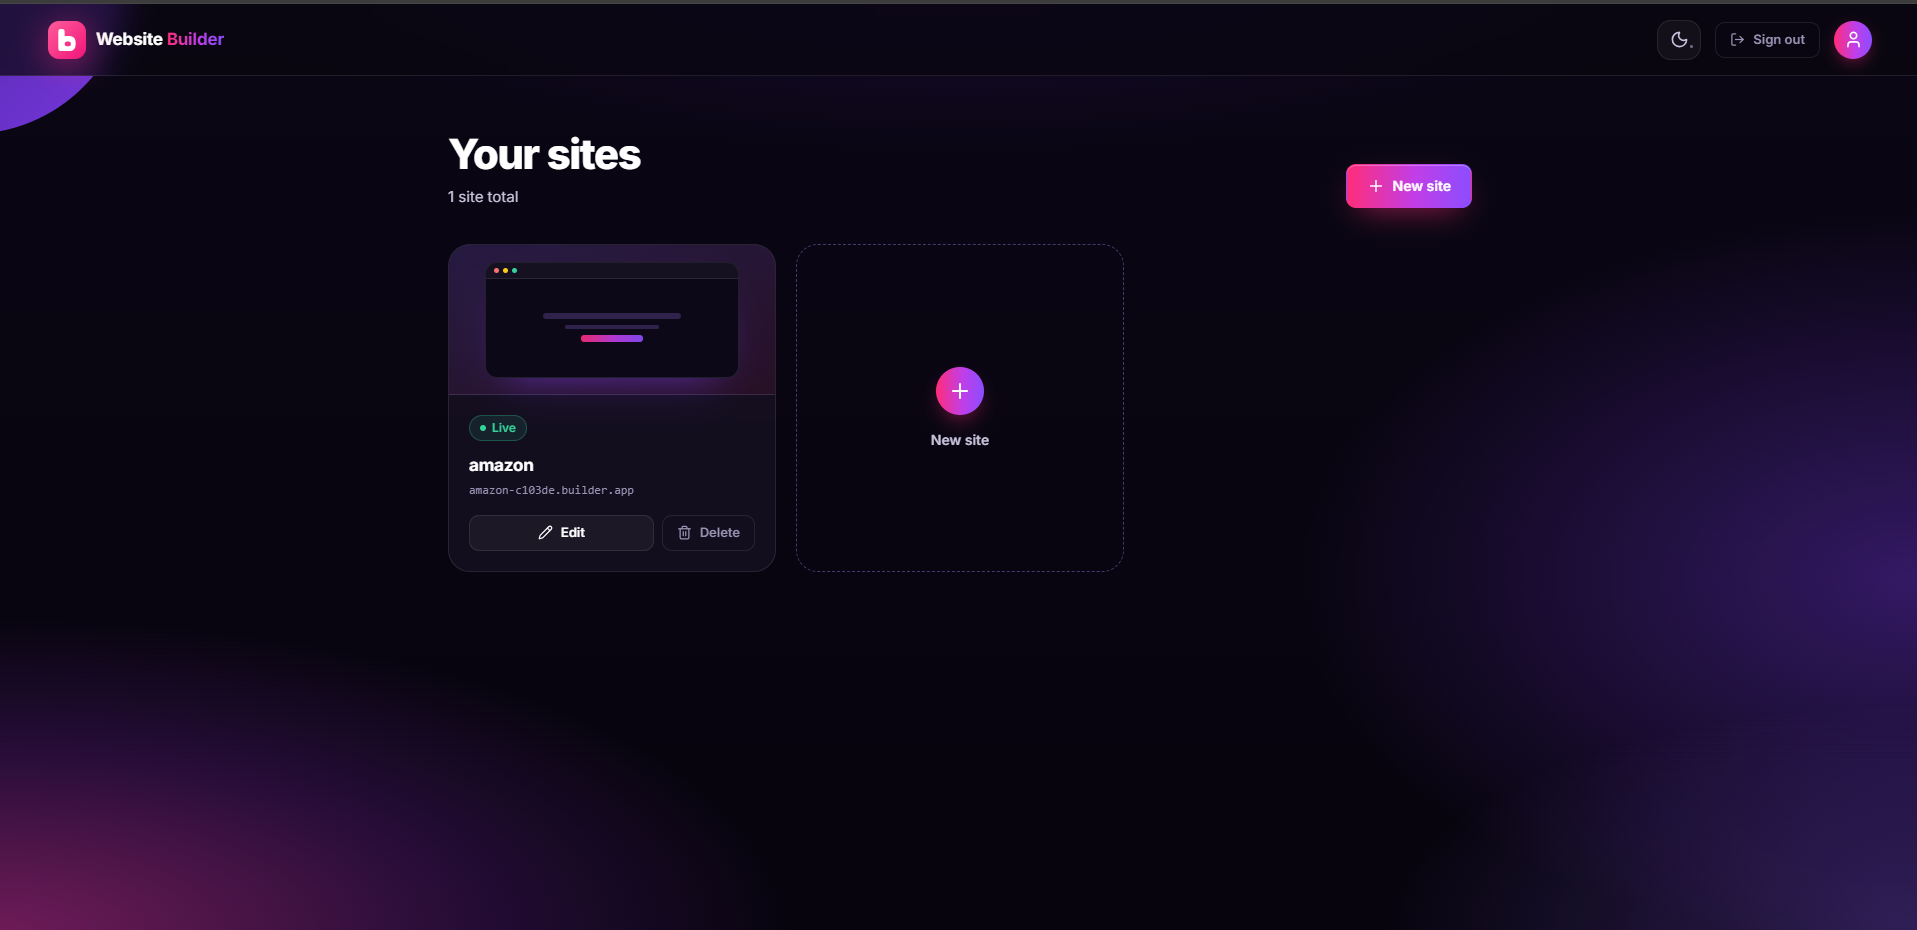 Website Builder
Sign out
Your sites
1 site total
New site
Live
amazon
amazon-c103de.builder.app
Edit
Delete
New site